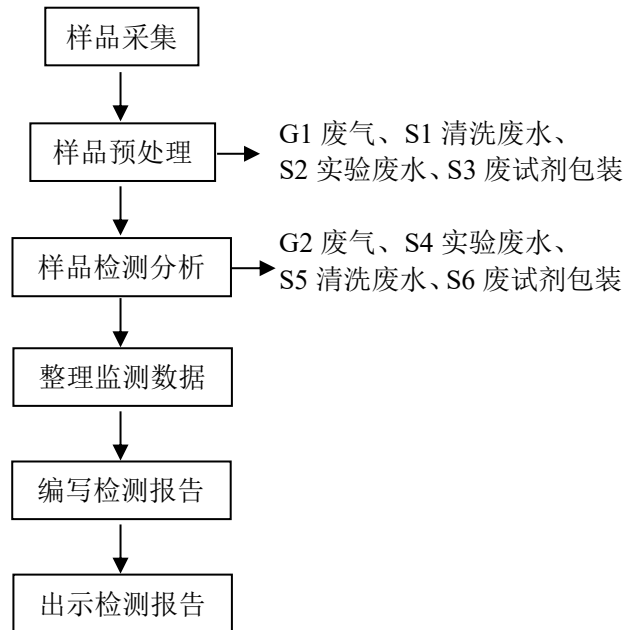 样品采集
样品预处理
G1 废气、S1 清洗废水、
S2 实验废水、S3 废试剂包装
样品检测分析
G2 废气、S4 实验废水、
S5 清洗废水、S6 废试剂包装
整理监测数据
编写检测报告
出示检测报告